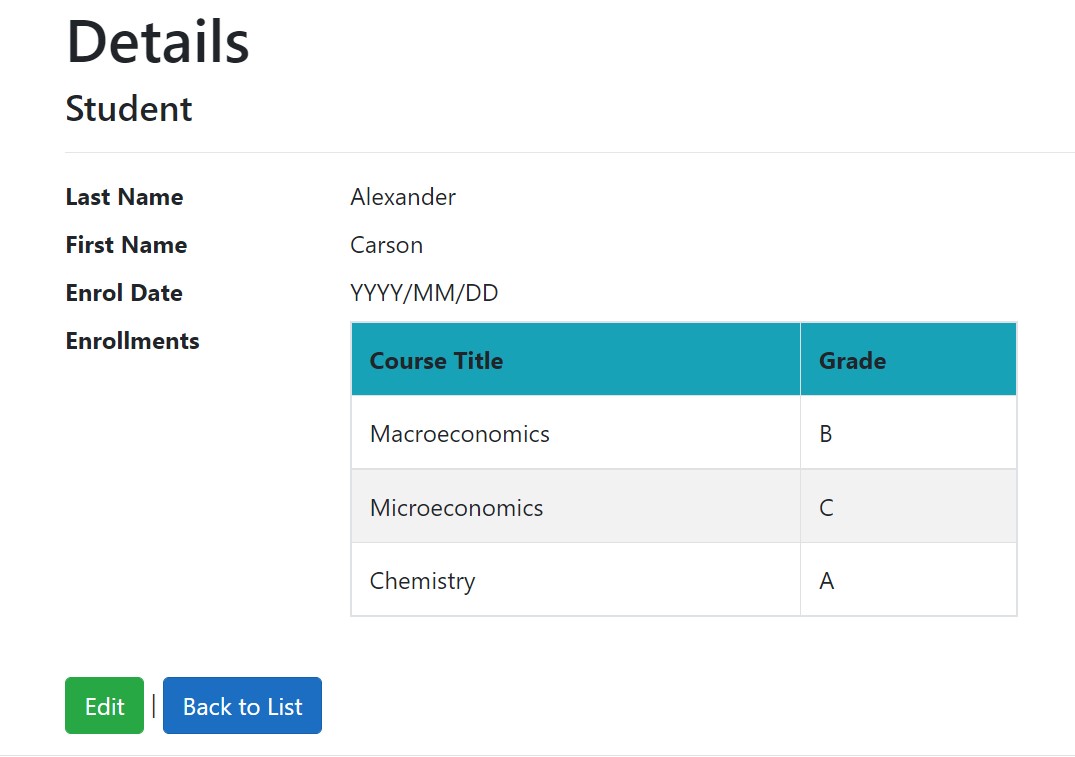 Details
Student
Last Name Alexander
First Name Carson
Enrol Date YYYY/MM/DD
Enrollments
Course Title Grade
Macroeconomics B
Microeconomics C
Chemistry A
Edit | Back to List